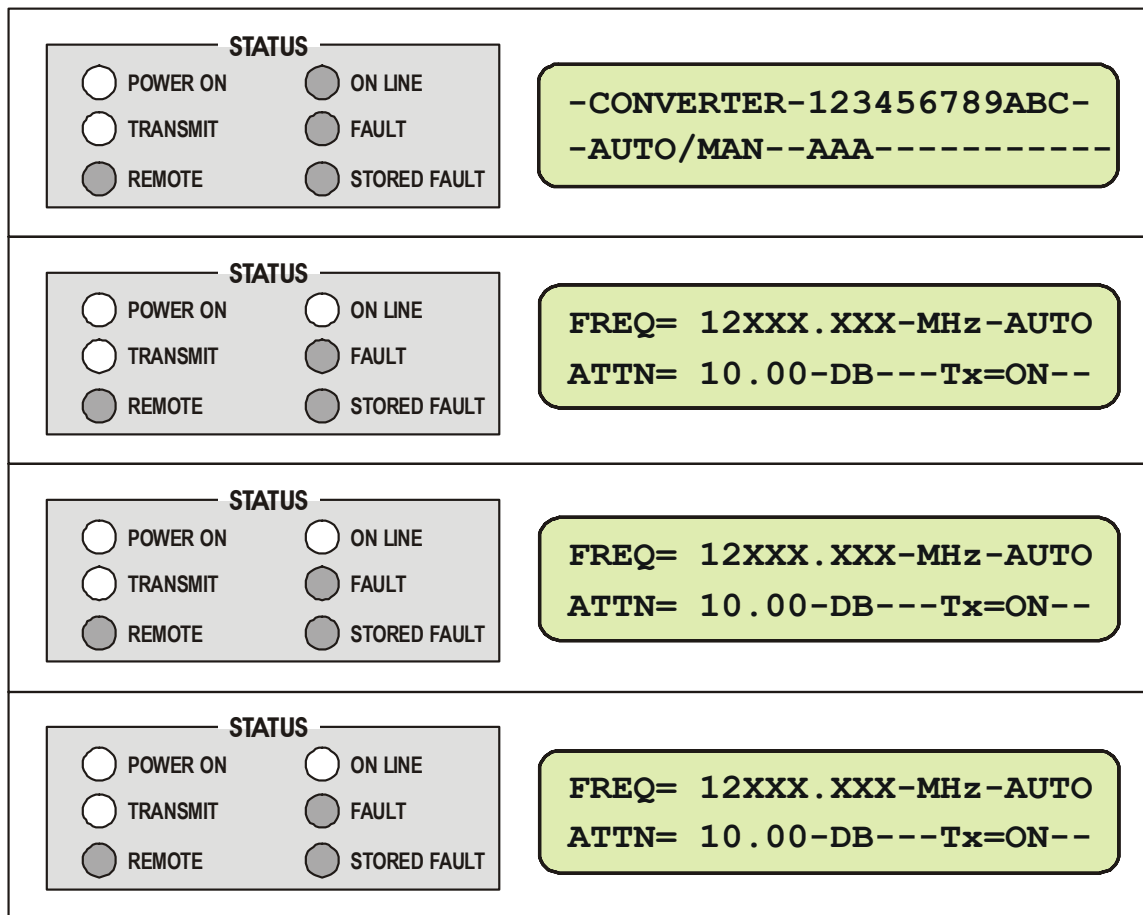 STATUS
POWER ON ON LINE
TRANSMIT FAULT
REMOTE STORED FAULT
-CONVERTER-123456789ABC-
-AUTO/MAN--AAA-----------
STATUS
POWER ON ON LINE
TRANSMIT FAULT
REMOTE STORED FAULT
FREQ= 12XXX.XXX-MHz-AUTO
ATTN= 10.00-DB---Tx=ON--
STATUS
POWER ON ON LINE
TRANSMIT FAULT
REMOTE STORED FAULT
FREQ= 12XXX.XXX-MHz-AUTO
ATTN= 10.00-DB---Tx=ON--
STATUS
POWER ON ON LINE
TRANSMIT FAULT
REMOTE STORED FAULT
FREQ= 12XXX.XXX-MHz-AUTO
ATTN= 10.00-DB---Tx=ON--